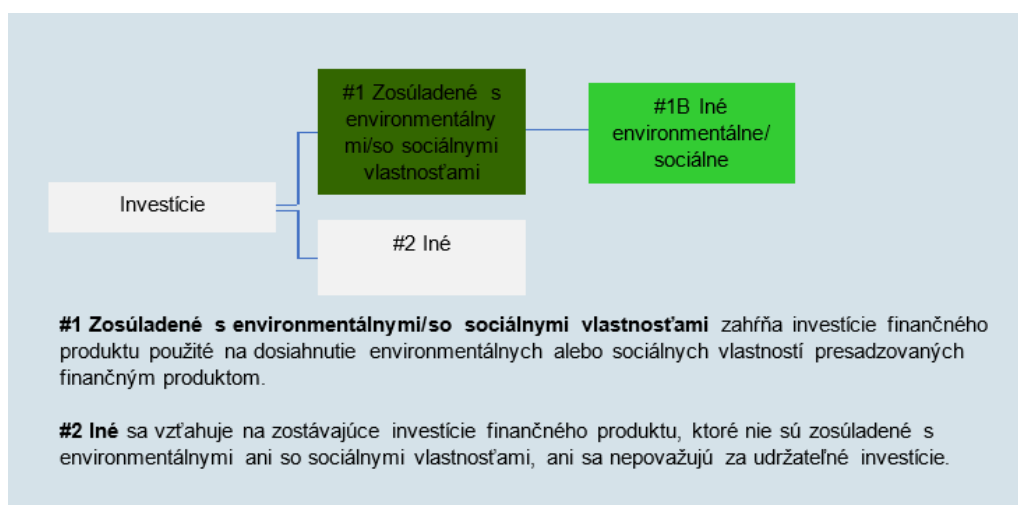 #1 Zosúladené s
environmentálny
mi/so sociálnymi
vlastnosťami
#1B Iné
environmentálne/
sociálne
Investície
#2 Iné
#1 Zosúladené s environmentálnymi/so sociálnymi vlastnosťami zahŕňa investície finančného
produktu použité na dosiahnutie environmentálnych alebo sociálnych vlastností presadzovaných
finančným produktom.
#2 Iné sa vzťahuje na zostávajúce investície finančného produktu, ktoré nie sú zosúladené s
environmentálnymi ani so sociálnymi vlastnosťami, ani sa nepovažujú za udržateľné investície.